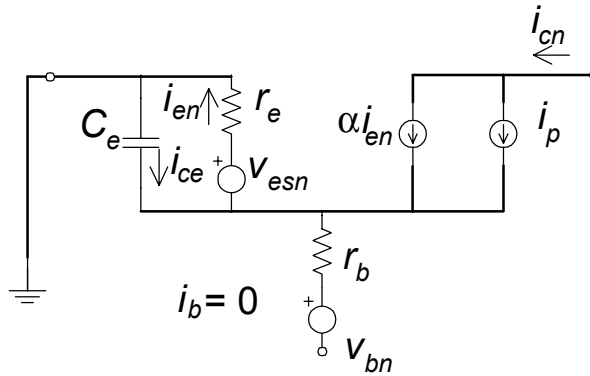 i_cn
i_en
r_e
αi_en
i_p
C_e
i_ce
+
v_esn
r_b
i_b = 0
+
v_bn